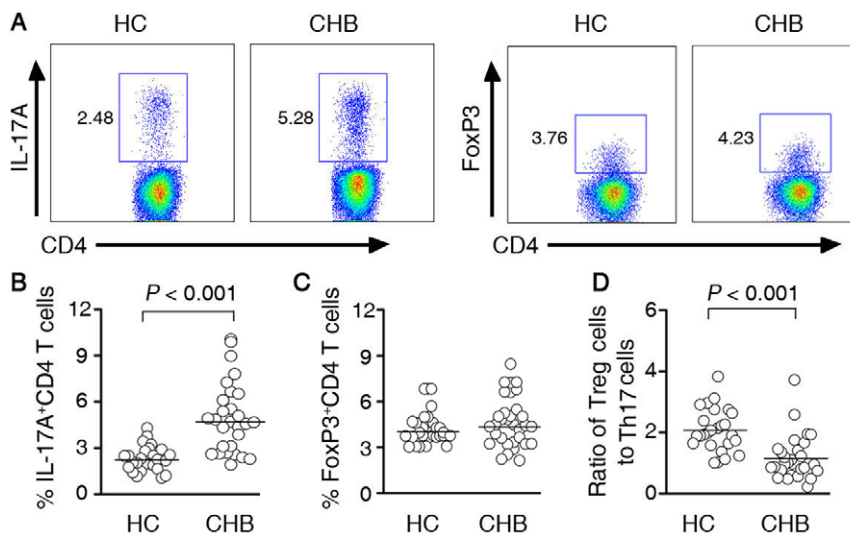 A
HC
CHB
HC
CHB
IL-17A
2.48
5.28
FoxP3
3.76
4.23
CD4
CD4
B
P < 0.001
% IL-17A⁺CD4 T cells
12
9
6
3
0
HC
CHB
C
% FoxP3⁺CD4 T cells
12
9
6
3
0
HC
CHB
D
P < 0.001
Ratio of Treg cells
to Th17 cells
6
4
2
0
HC
CHB